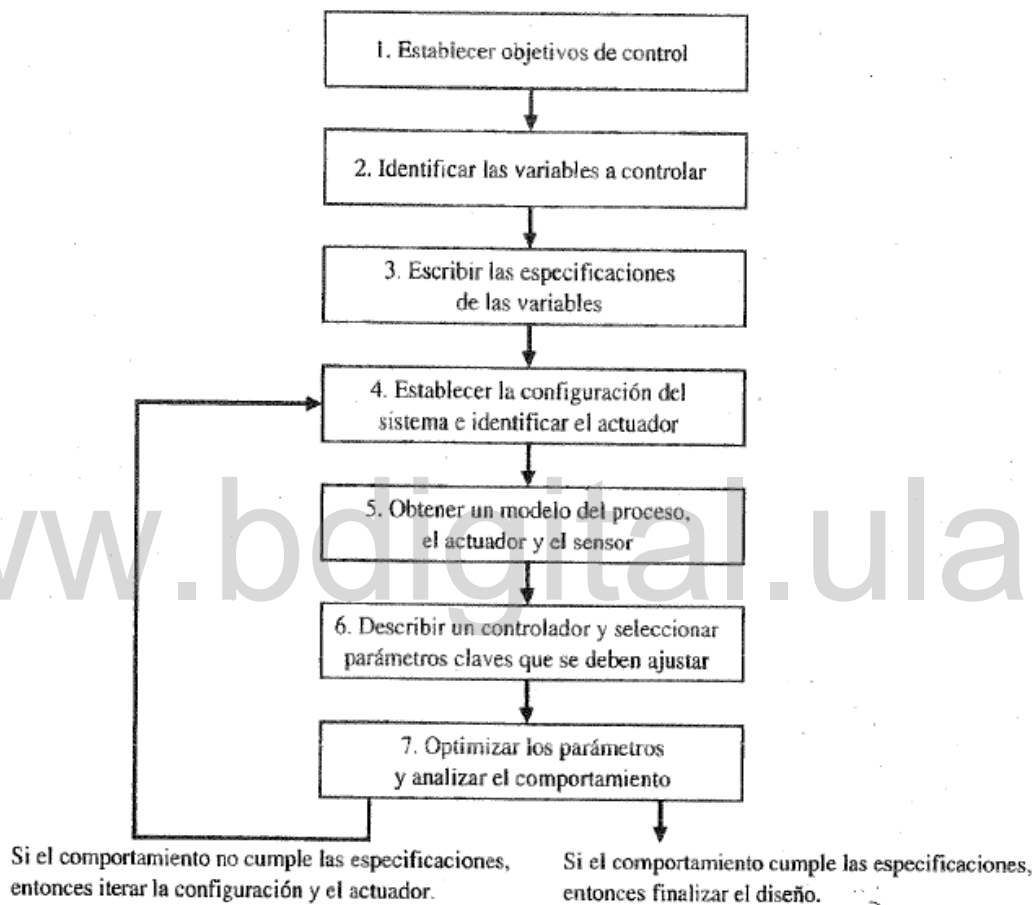 1. Establecer objetivos de control
2. Identificar las variables a controlar
3. Escribir las especificaciones
de las variables
4. Establecer la configuración del
sistema e identificar el actuador
www.bdigital.ula
5. Obtener un modelo del proceso,
el actuador y el sensor
6. Describir un controlador y seleccionar
parámetros claves que se deben ajustar
7. Optimizar los parámetros
y analizar el comportamiento
Si el comportamiento no cumple las especificaciones,
entonces iterar la configuración y el actuador.
Si el comportamiento cumple las especificaciones,
entonces finalizar el diseño.